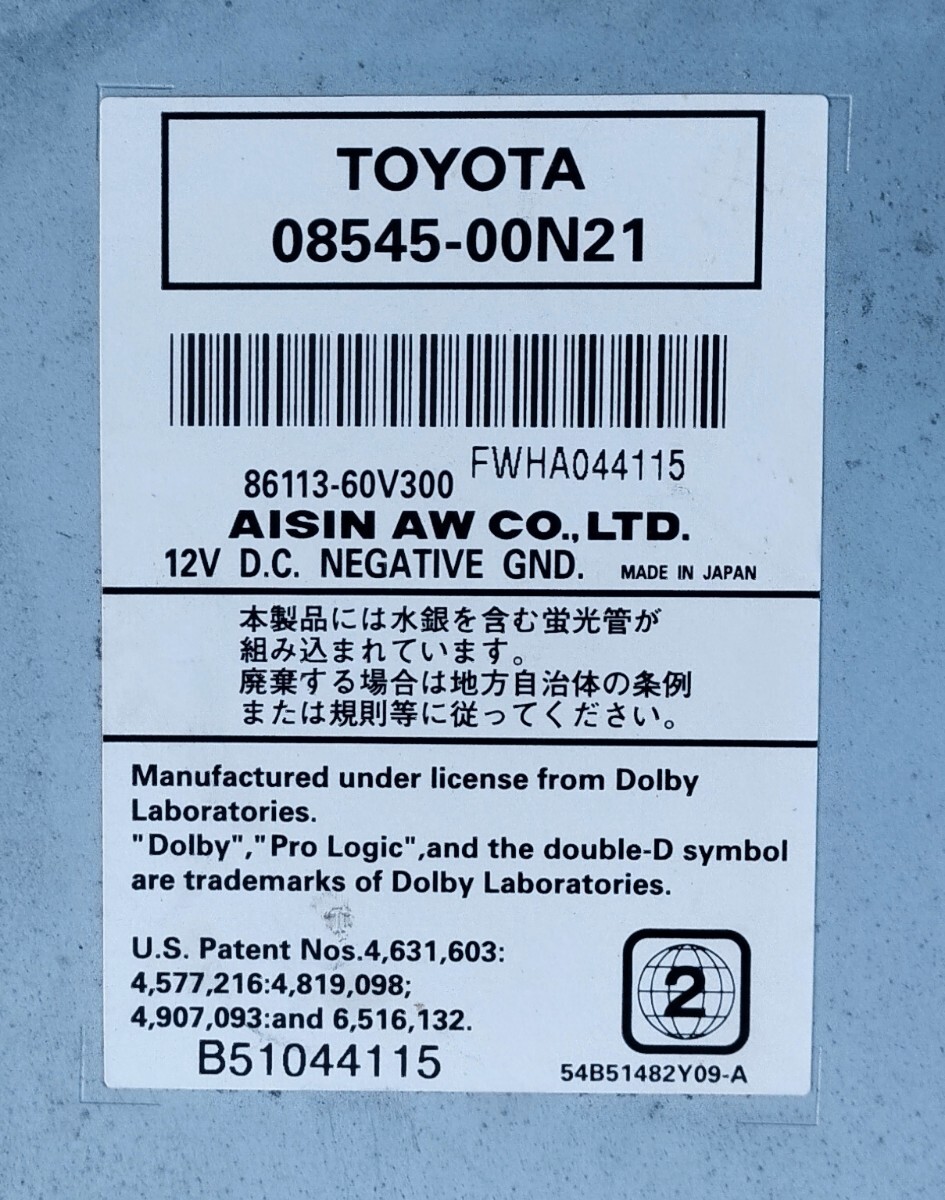 TOYOTA
08545-00N21
86113-60V300 FWHA044115
AISIN AW CO., LTD.
12V D.C. NEGATIVE GND. MADE IN JAPAN
本製品には水銀を含む蛍光管が
組み込まれています。
廃棄する場合は地方自治体の条例
または規則等に従ってください。
Manufactured under license from Dolby
Laboratories.
"Dolby","Pro Logic",and the double-D symbol
are trademarks of Dolby Laboratories.
U.S. Patent Nos.4,631,603:
4,577,216:4,819,098;
4,907,093:and 6,516,132.
2
B51044115
54B51482Y09-A